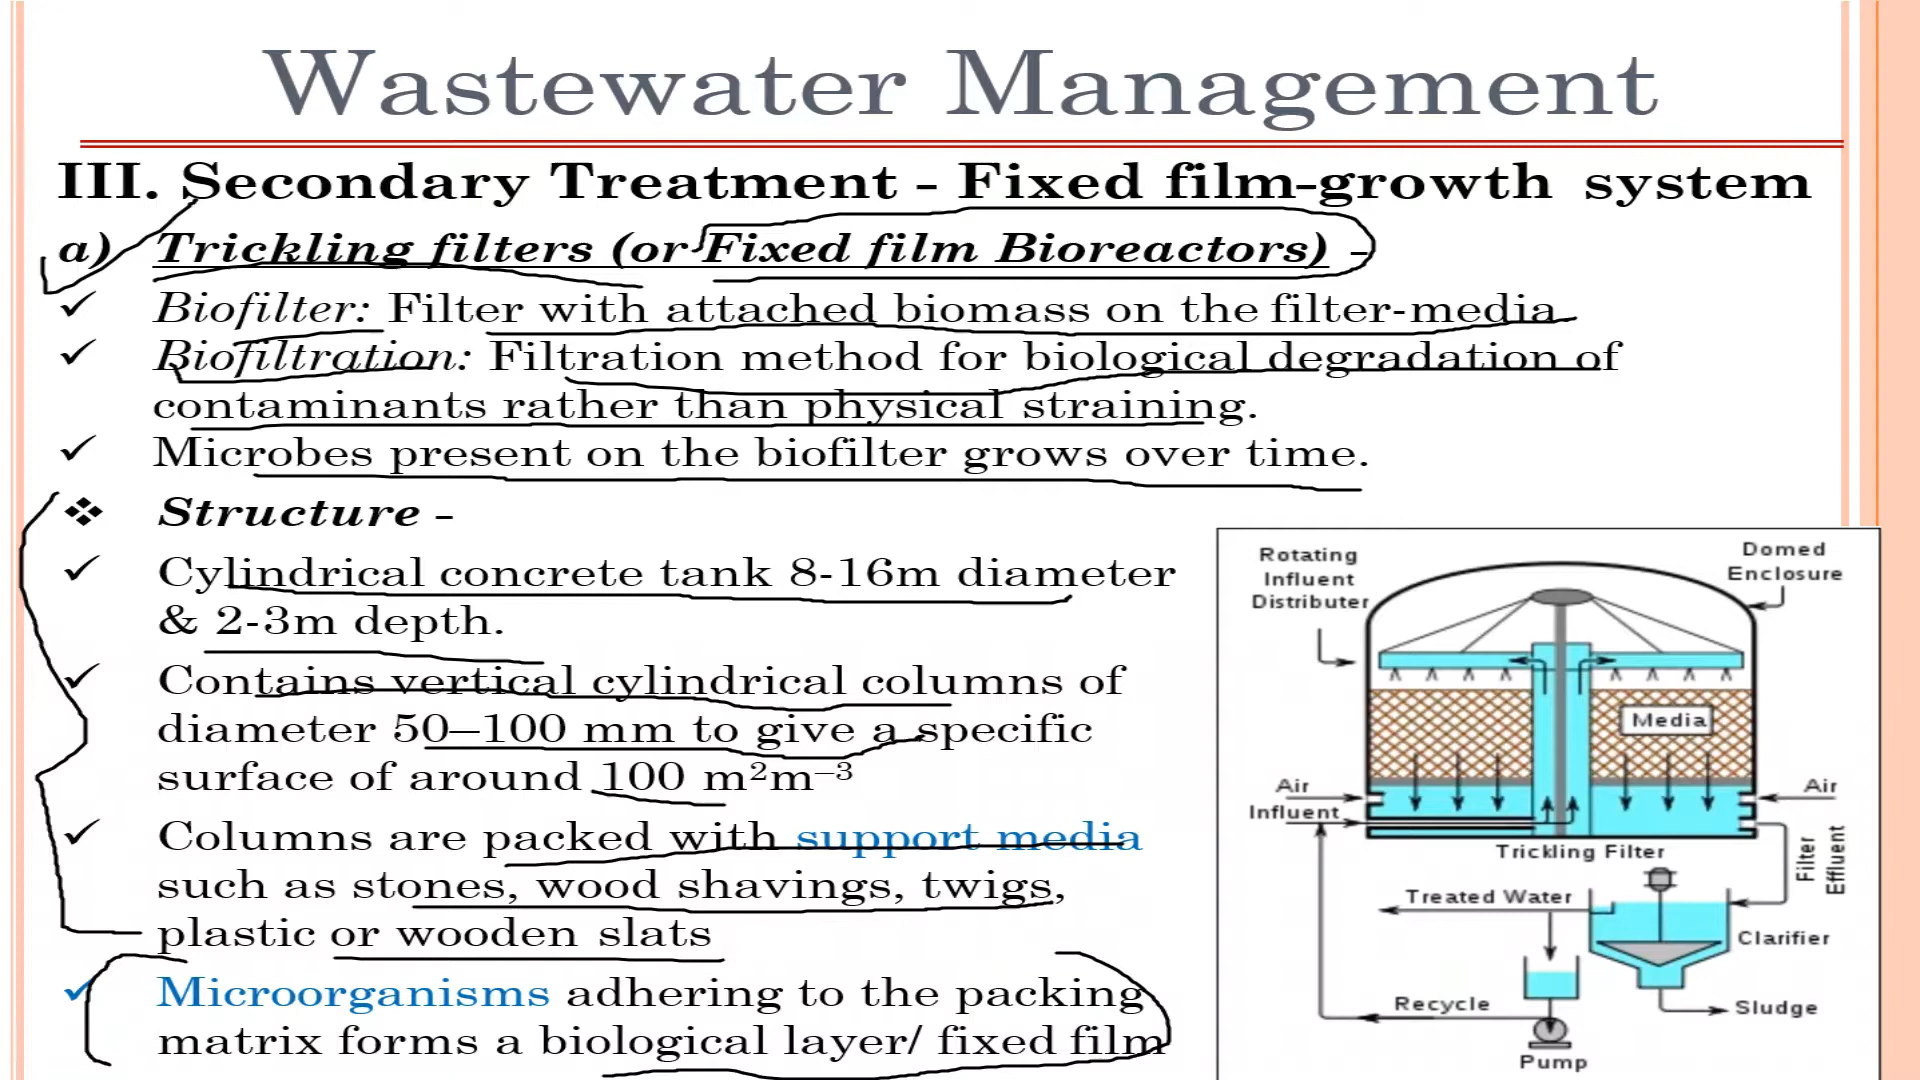 Wastewater Management
III. Secondary Treatment - Fixed film-growth system
a) Trickling filters (or Fixed film Bioreactors) -
✓ Biofilter: Filter with attached biomass on the filter-media
✓ Biofiltration: Filtration method for biological degradation of
contaminants rather than physical straining.
✓ Microbes present on the biofilter grows over time.
❖ Structure -
✓ Cylindrical concrete tank 8-16m diameter
& 2-3m depth.
✓ Contains vertical cylindrical columns of
diameter 50–100 mm to give a specific
surface of around 100 m²m⁻³
✓ Columns are packed with support media
such as stones, wood shavings, twigs,
plastic or wooden slats
✓ Microorganisms adhering to the packing
matrix forms a biological layer/ fixed film
Rotating
Influent
Distributer
Domed
Enclosure
Media
Air
Influent
Air
Trickling Filter
Filter
Effluent
Treated Water
Clarifier
Recycle
Sludge
Pump